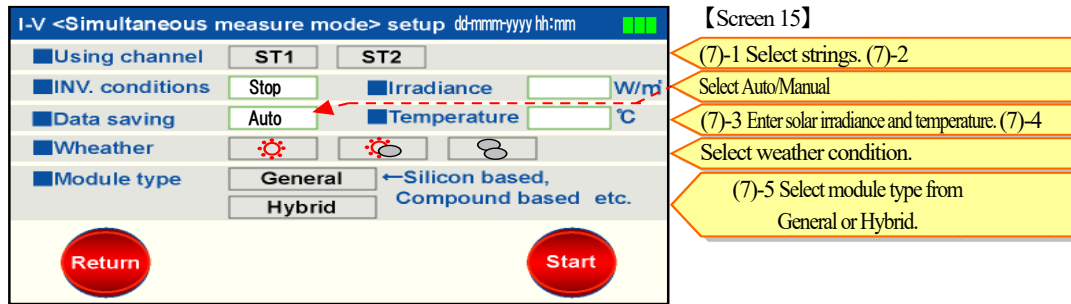 I-V <Simultaneous measure mode> setup dd-mmm-yyyy hh:mm
■Using channel ST1 ST2
■INV. conditions Stop ■Irradiance W/㎡
■Data saving Auto ■Temperature ℃
■Wheather
■Module type General ←Silicon based,
Hybrid Compound based etc.
Return Start
【Screen 15】
(7)-1 Select strings. (7)-2
Select Auto/Manual
(7)-3 Enter solar irradiance and temperature. (7)-4
Select weather condition.
(7)-5 Select module type from
General or Hybrid.